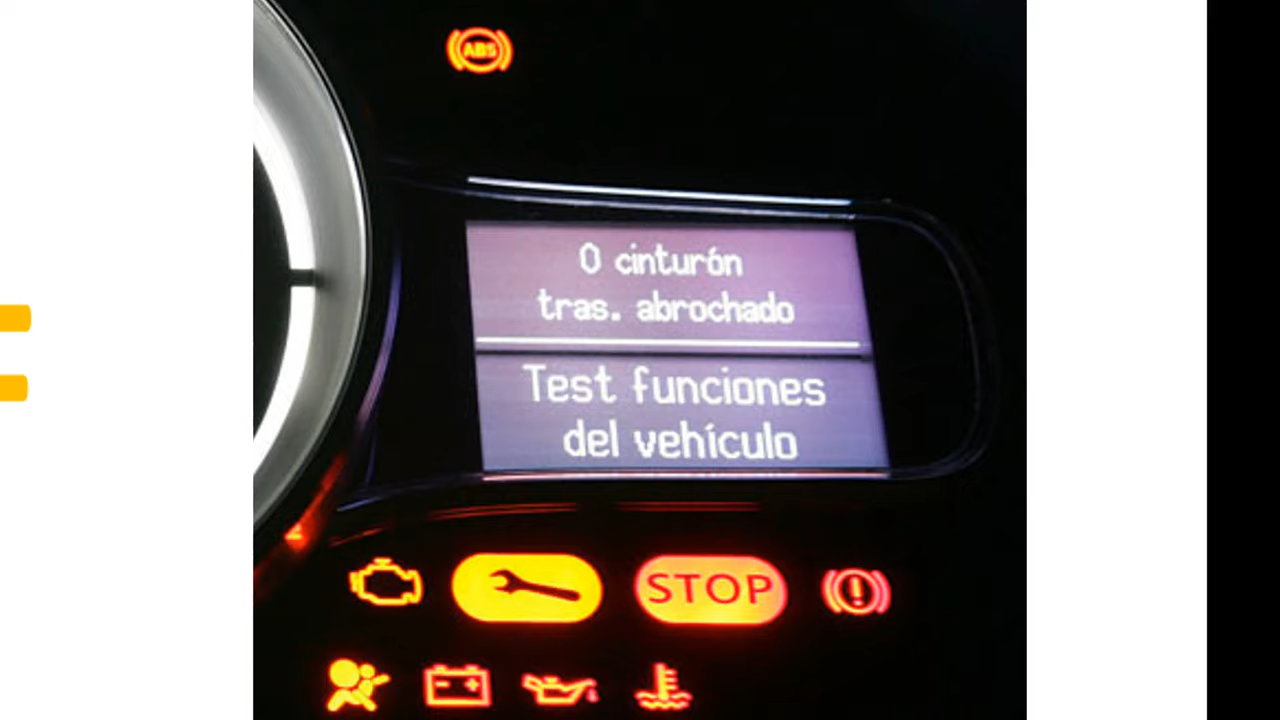 ABS
0 cinturón
tras. abrochado
Test funciones
del vehículo
STOP